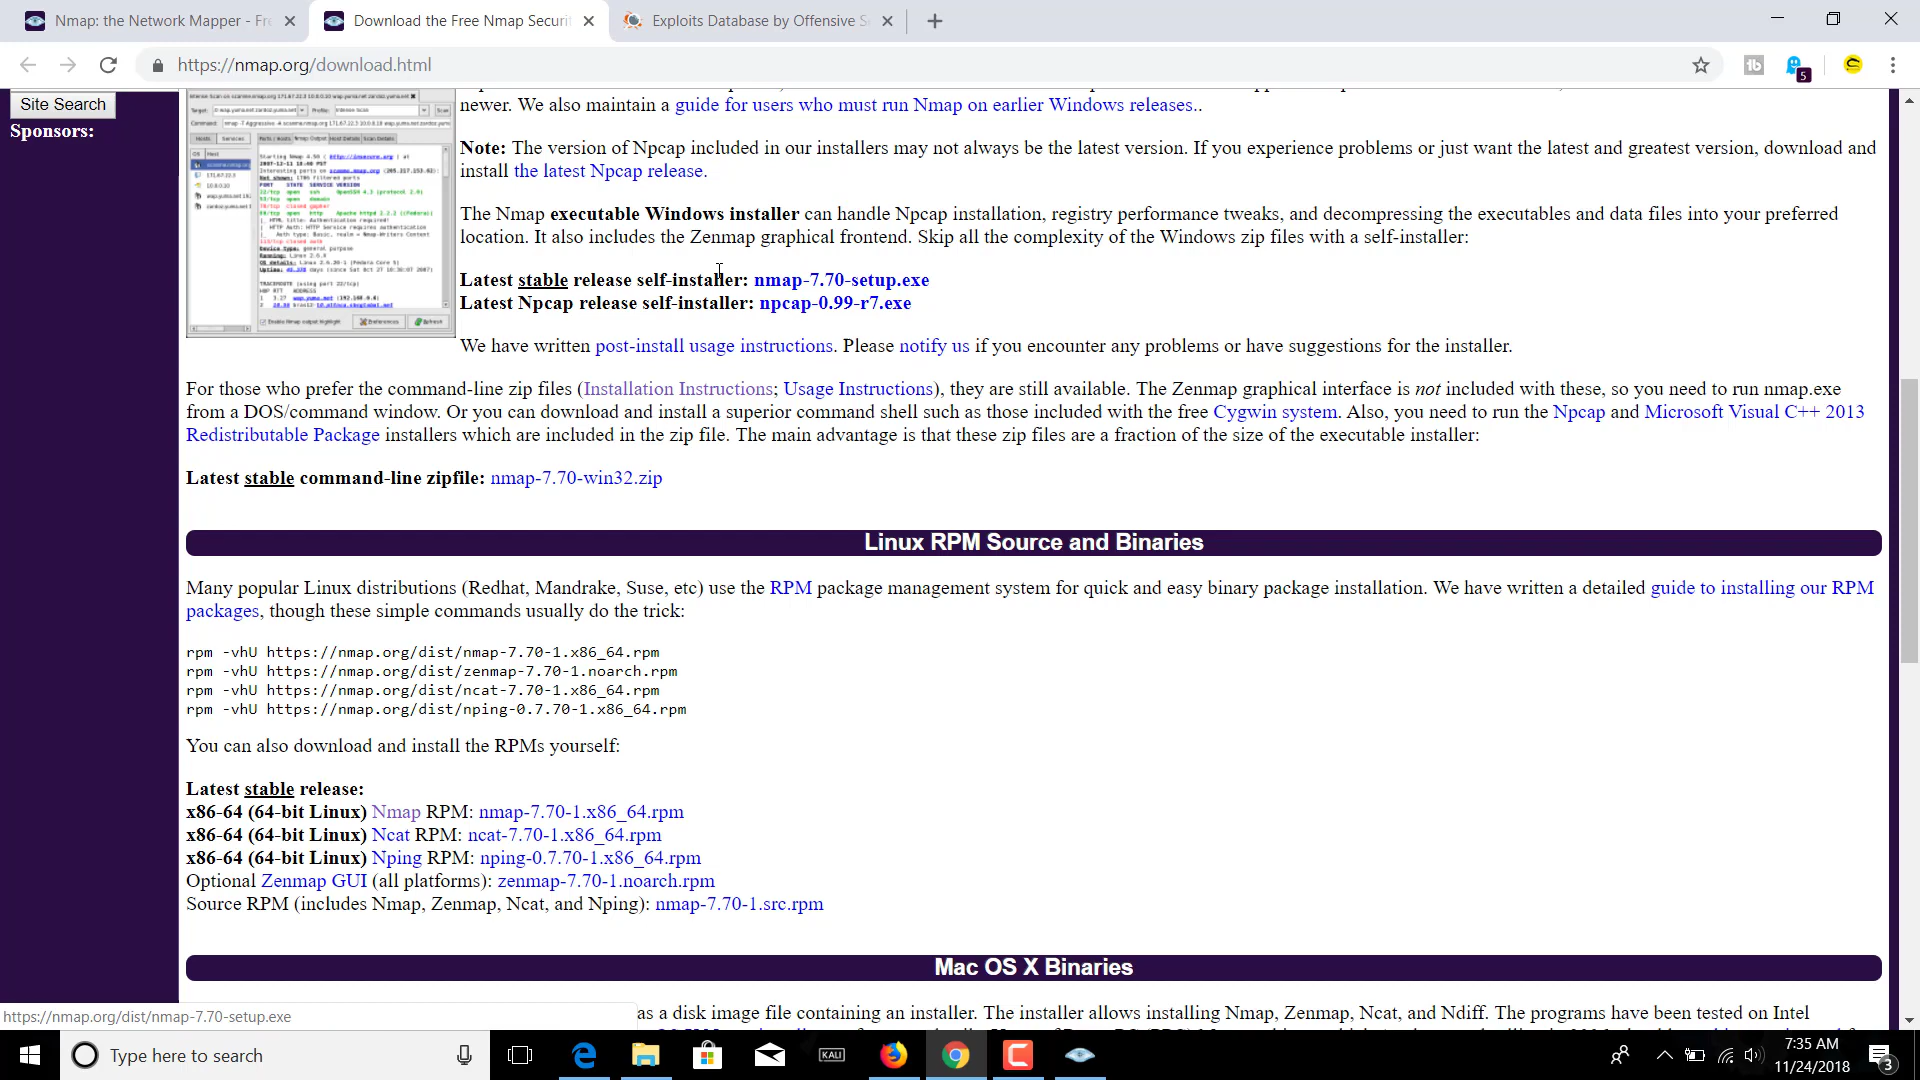 Nmap: the Network Mapper - Fre
Download the Free Nmap Securit
Exploits Database by Offensive S
https://nmap.org/download.html
5
Site Search
Sponsors:
newer. We also maintain a guide for users who must run Nmap on earlier Windows releases..
Note: The version of Npcap included in our installers may not always be the latest version. If you experience problems or just want the latest and greatest version, download and
install the latest Npcap release.
The Nmap executable Windows installer can handle Npcap installation, registry performance tweaks, and decompressing the executables and data files into your preferred
location. It also includes the Zenmap graphical frontend. Skip all the complexity of the Windows zip files with a self-installer:
Latest stable release self-installer: nmap-7.70-setup.exe
Latest Npcap release self-installer: npcap-0.99-r7.exe
We have written post-install usage instructions. Please notify us if you encounter any problems or have suggestions for the installer.
For those who prefer the command-line zip files (Installation Instructions; Usage Instructions), they are still available. The Zenmap graphical interface is not included with these, so you need to run nmap.exe
from a DOS/command window. Or you can download and install a superior command shell such as those included with the free Cygwin system. Also, you need to run the Npcap and Microsoft Visual C++ 2013
Redistributable Package installers which are included in the zip file. The main advantage is that these zip files are a fraction of the size of the executable installer:
Latest stable command-line zipfile: nmap-7.70-win32.zip
Linux RPM Source and Binaries
Many popular Linux distributions (Redhat, Mandrake, Suse, etc) use the RPM package management system for quick and easy binary package installation. We have written a detailed guide to installing our RPM
packages, though these simple commands usually do the trick:
rpm -vhU https://nmap.org/dist/nmap-7.70-1.x86_64.rpm
rpm -vhU https://nmap.org/dist/zenmap-7.70-1.noarch.rpm
rpm -vhU https://nmap.org/dist/ncat-7.70-1.x86_64.rpm
rpm -vhU https://nmap.org/dist/nping-0.7.70-1.x86_64.rpm
You can also download and install the RPMs yourself:
Latest stable release:
x86-64 (64-bit Linux) Nmap RPM: nmap-7.70-1.x86_64.rpm
x86-64 (64-bit Linux) Ncat RPM: ncat-7.70-1.x86_64.rpm
x86-64 (64-bit Linux) Nping RPM: nping-0.7.70-1.x86_64.rpm
Optional Zenmap GUI (all platforms): zenmap-7.70-1.noarch.rpm
Source RPM (includes Nmap, Zenmap, Ncat, and Nping): nmap-7.70-1.src.rpm
Mac OS X Binaries
as a disk image file containing an installer. The installer allows installing Nmap, Zenmap, Ncat, and Ndiff. The programs have been tested on Intel
https://nmap.org/dist/nmap-7.70-setup.exe
Type here to search
KALI
7:35 AM
11/24/2018
3